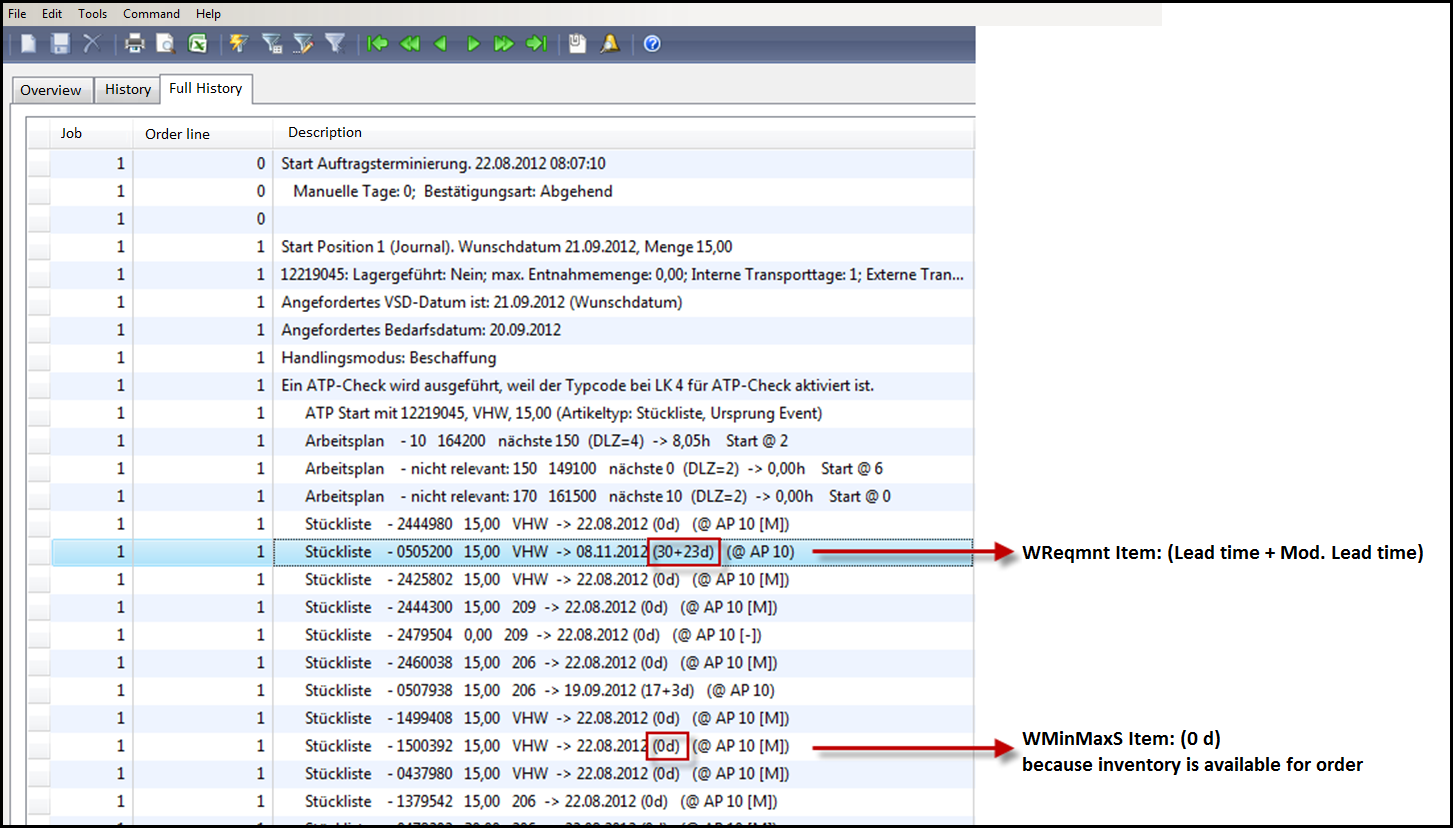 File Edit Tools Command Help
Overview History Full History
Job Order line Description
1 0 Start Auftragsterminierung. 22.08.2012 08:07:10
1 0 Manuelle Tage: 0; Bestätigungsart: Abgehend
1 0
1 1 Start Position 1 (Journal). Wunschdatum 21.09.2012, Menge 15,00
1 1 12219045: Lagergeführt: Nein; max. Entnahmemenge: 0,00; Interne Transporttage: 1; Externe Tran...
1 1 Angefordertes VSD-Datum ist: 21.09.2012 (Wunschdatum)
1 1 Angefordertes Bedarfsdatum: 20.09.2012
1 1 Handlingsmodus: Beschaffung
1 1 Ein ATP-Check wird ausgeführt, weil der Typcode bei LK 4 für ATP-Check aktiviert ist.
1 1 ATP Start mit 12219045, VHW, 15,00 (Artikeltyp: Stückliste, Ursprung Event)
1 1 Arbeitsplan - 10 164200 nächste 150 (DLZ=4) -> 8,05h Start @ 2
1 1 Arbeitsplan - nicht relevant: 150 149100 nächste 0 (DLZ=2) -> 0,00h Start @ 6
1 1 Arbeitsplan - nicht relevant: 170 161500 nächste 10 (DLZ=2) -> 0,00h Start @ 0
1 1 Stückliste - 2444980 15,00 VHW -> 22.08.2012 (0d) (@ AP 10 [M])
1 1 Stückliste - 0505200 15,00 VHW -> 08.11.2012 (30+23d) (@ AP 10) WReqmnt Item: (Lead time + Mod. Lead time)
1 1 Stückliste - 2425802 15,00 VHW -> 22.08.2012 (0d) (@ AP 10 [M])
1 1 Stückliste - 2444300 15,00 209 -> 22.08.2012 (0d) (@ AP 10 [M])
1 1 Stückliste - 2479504 0,00 209 -> 22.08.2012 (0d) (@ AP 10 [-])
1 1 Stückliste - 2460038 15,00 206 -> 22.08.2012 (0d) (@ AP 10 [M])
1 1 Stückliste - 0507938 15,00 206 -> 19.09.2012 (17+3d) (@ AP 10)
1 1 Stückliste - 1499408 15,00 VHW -> 22.08.2012 (0d) (@ AP 10 [M])
1 1 Stückliste - 1500392 15,00 VHW -> 22.08.2012 (0d) (@ AP 10 [M]) WMinMaxS Item: (0 d)
because inventory is available for order
1 1 Stückliste - 0437980 15,00 VHW -> 22.08.2012 (0d) (@ AP 10 [M])
1 1 Stückliste - 1379542 15,00 206 -> 22.08.2012 (0d) (@ AP 10 [M])